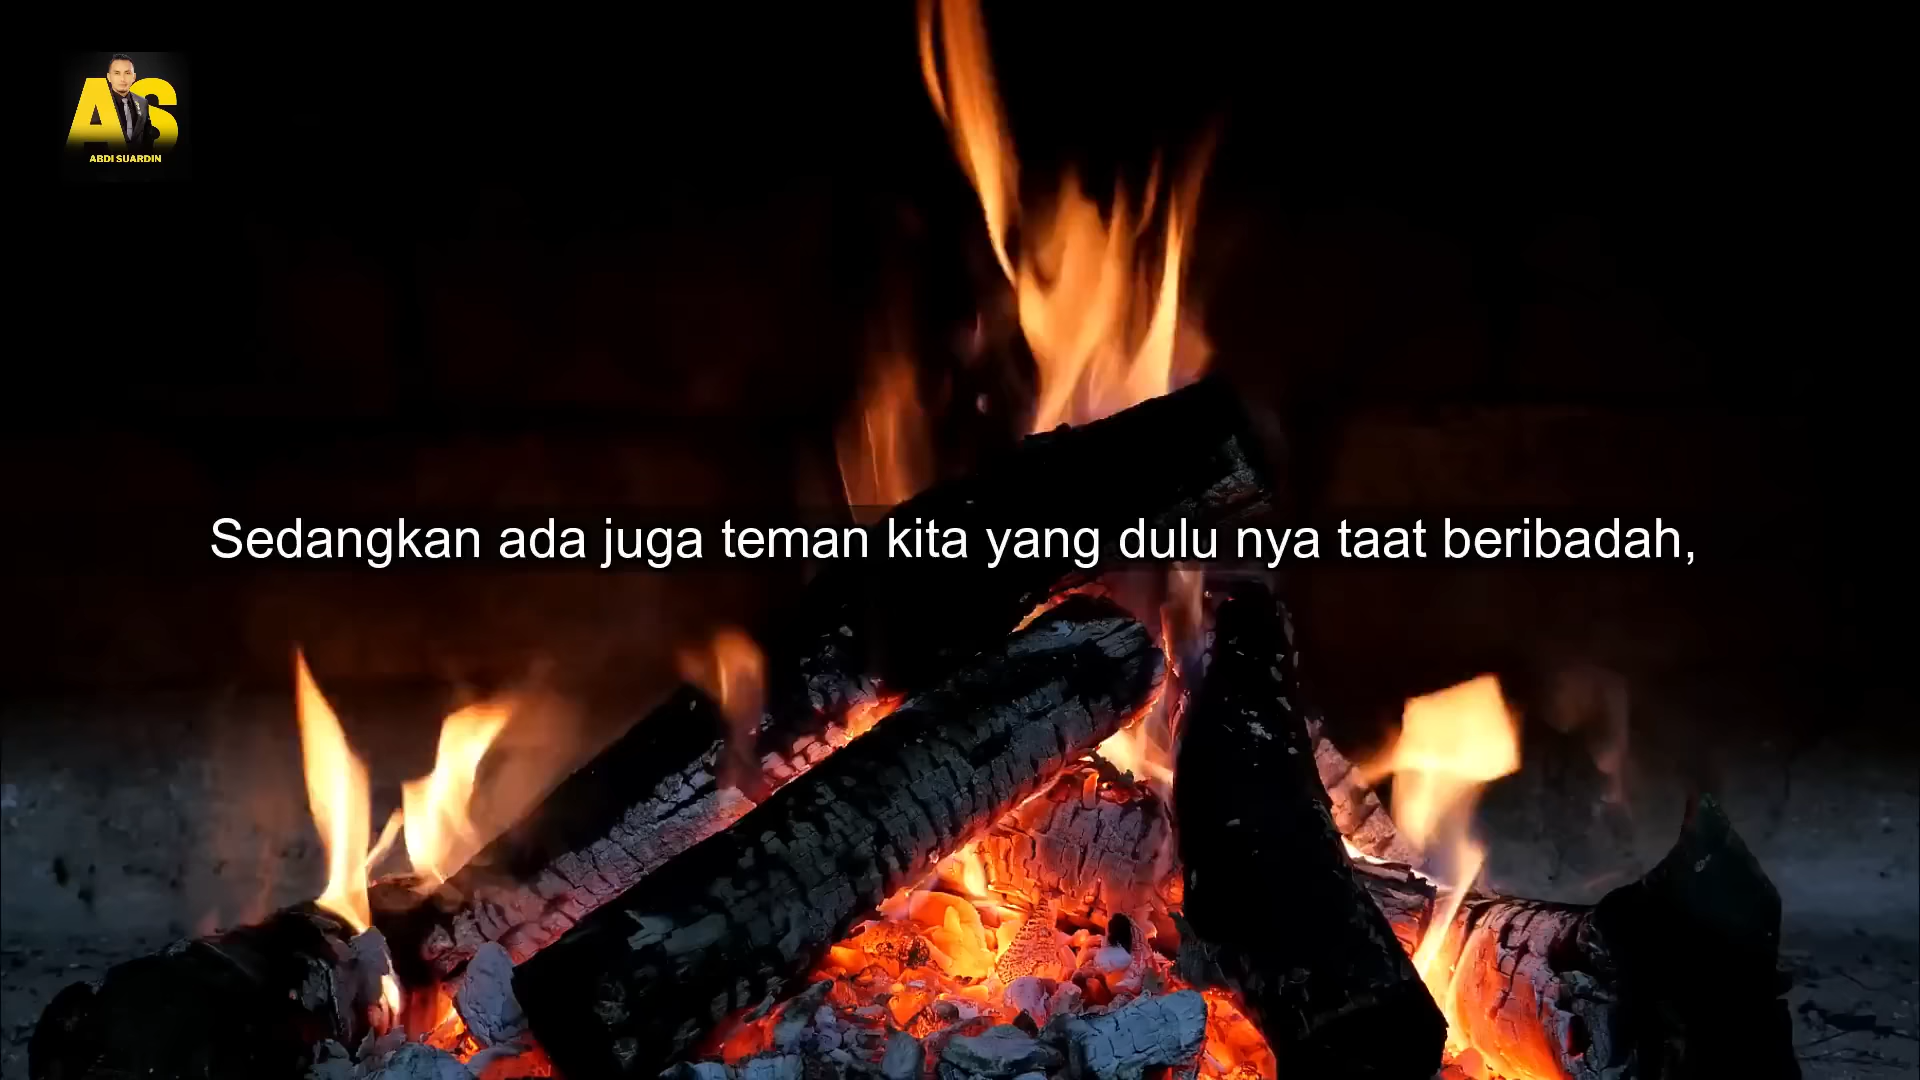 AS
ABDI SUARDIN
Sedangkan ada juga teman kita yang dulu nya taat beribadah,